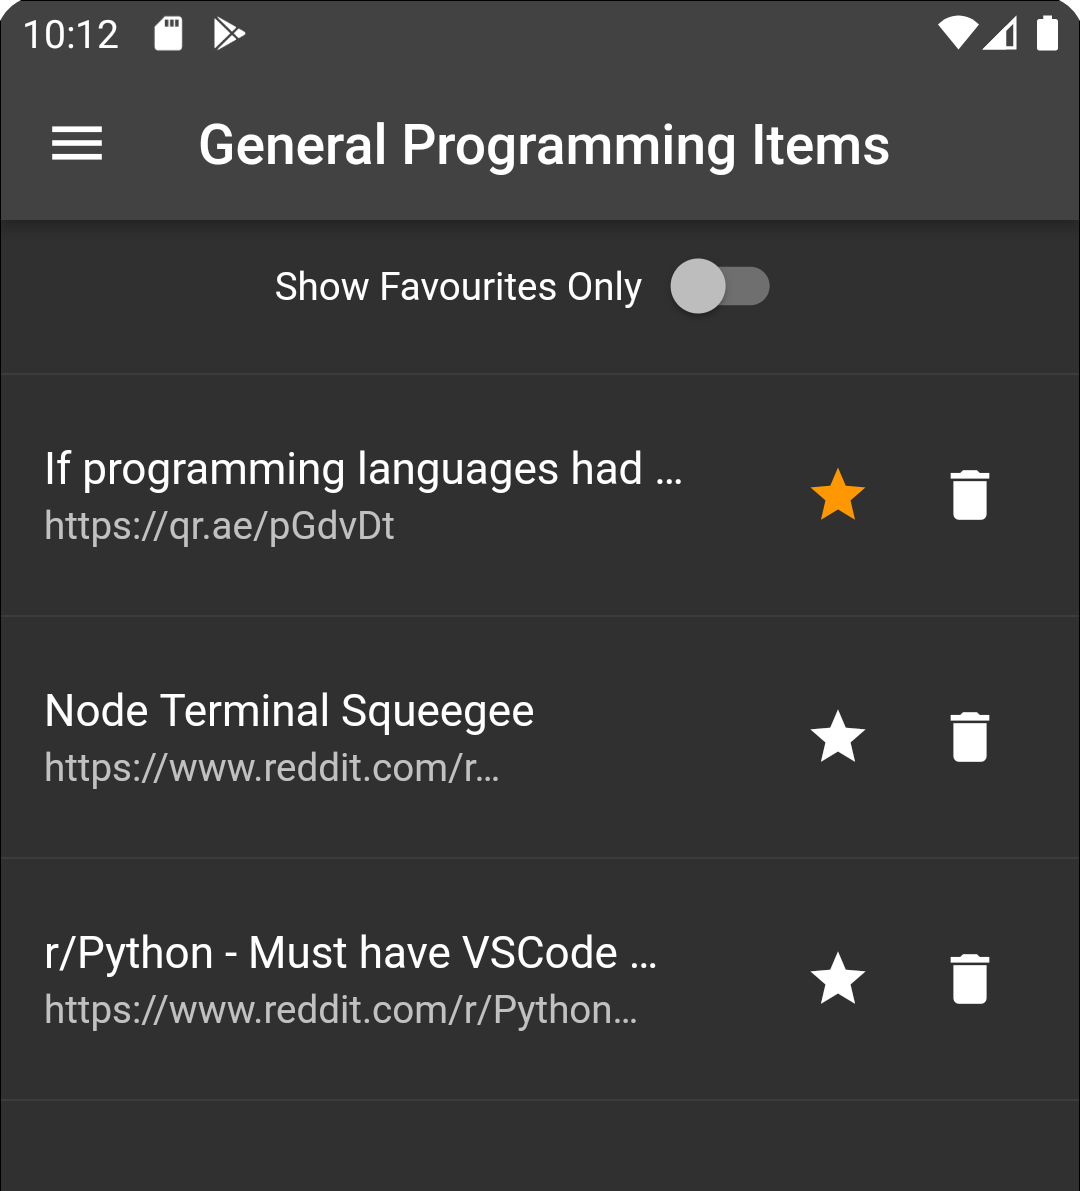 10:12
General Programming Items
Show Favourites Only
If programming languages had ...
https://qr.ae/pGdvDt
Node Terminal Squeegee
https://www.reddit.com/r...
r/Python - Must have VSCode ...
https://www.reddit.com/r/Python...